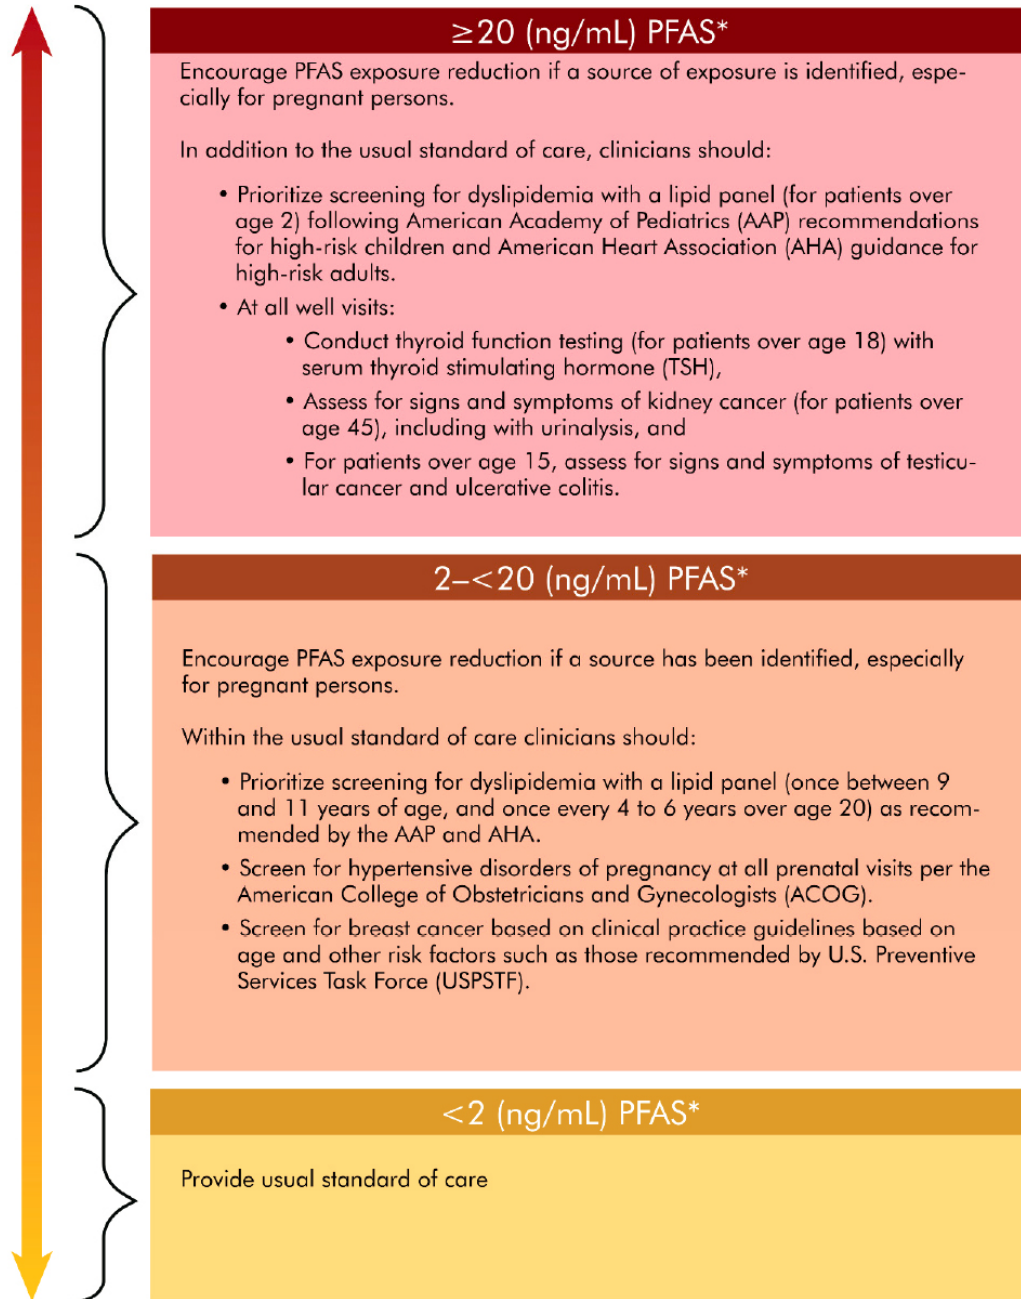 ≥20 (ng/mL) PFAS*
Encourage PFAS exposure reduction if a source of exposure is identified, espe-
cially for pregnant persons.
In addition to the usual standard of care, clinicians should:
• Prioritize screening for dyslipidemia with a lipid panel (for patients over
age 2) following American Academy of Pediatrics (AAP) recommendations
for high-risk children and American Heart Association (AHA) guidance for
high-risk adults.
• At all well visits:
• Conduct thyroid function testing (for patients over age 18) with
serum thyroid stimulating hormone (TSH),
• Assess for signs and symptoms of kidney cancer (for patients over
age 45), including with urinalysis, and
• For patients over age 15, assess for signs and symptoms of testicu-
lar cancer and ulcerative colitis.
2–<20 (ng/mL) PFAS*
Encourage PFAS exposure reduction if a source has been identified, especially
for pregnant persons.
Within the usual standard of care clinicians should:
• Prioritize screening for dyslipidemia with a lipid panel (once between 9
and 11 years of age, and once every 4 to 6 years over age 20) as recom-
mended by the AAP and AHA.
• Screen for hypertensive disorders of pregnancy at all prenatal visits per the
American College of Obstetricians and Gynecologists (ACOG).
• Screen for breast cancer based on clinical practice guidelines based on
age and other risk factors such as those recommended by U.S. Preventive
Services Task Force (USPSTF).
<2 (ng/mL) PFAS*
Provide usual standard of care